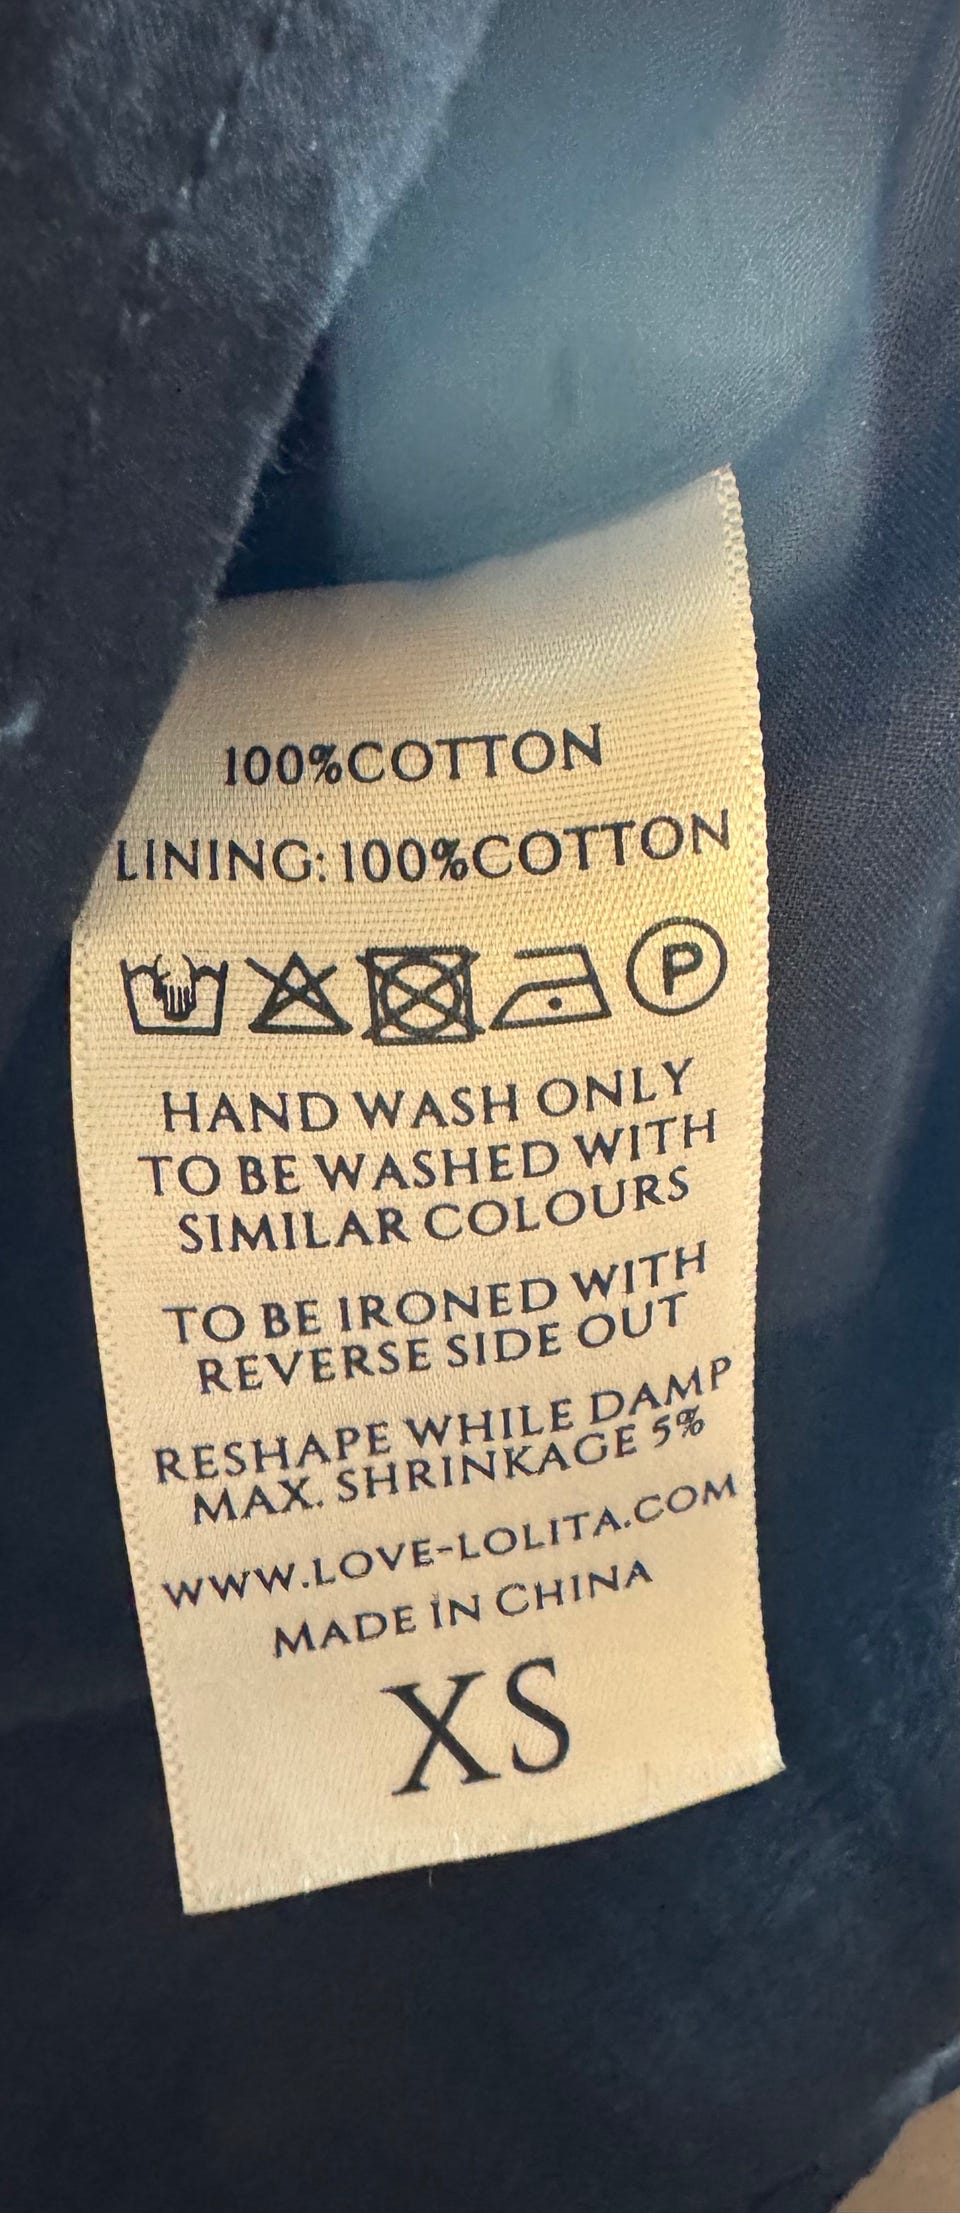 100%COTTON
LINING:100%COTTON
P
HAND WASH ONLY
TO BE WASHED WITH
SIMILAR COLOURS
TO BE IRONED WITH
REVERSE SIDE OUT
RESHAPE WHILE DAMP
MAX. SHRINKAGE 5%
WWW.LOVE-LOLITA.COM
MADE IN CHINA
XS